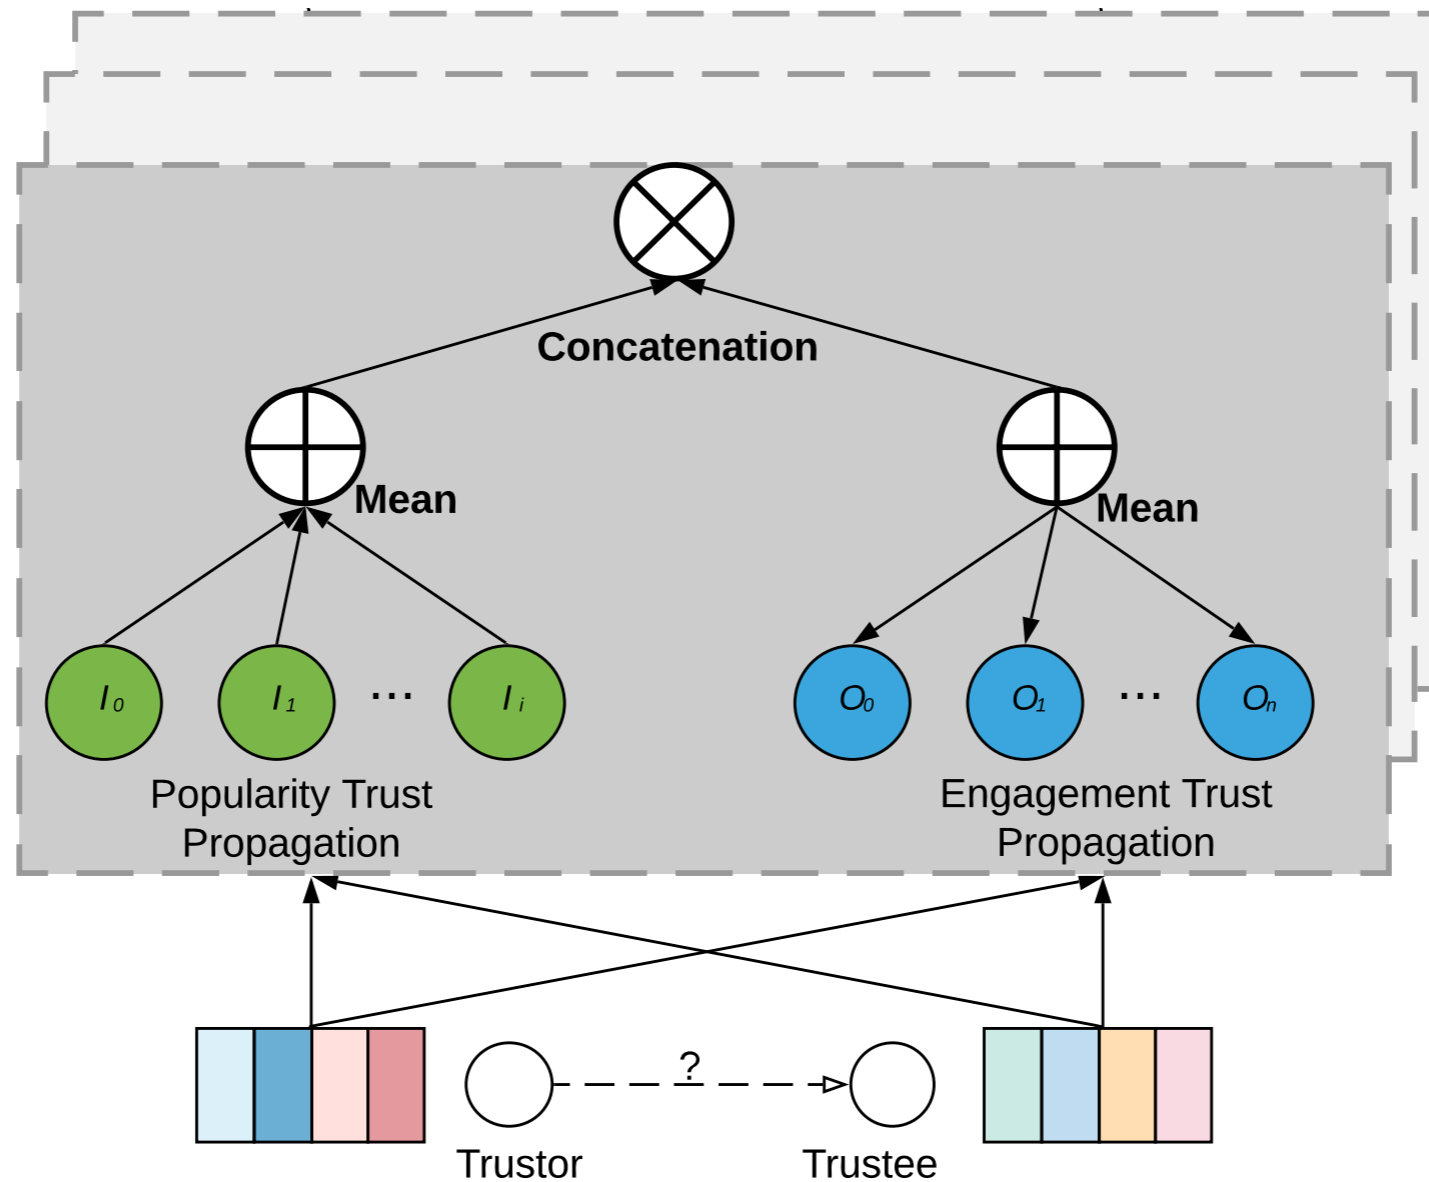 Concatenation
Mean
Mean
I0
I1
...
Ii
O0
O1
...
On
Popularity Trust
Propagation
Engagement Trust
Propagation
?
Trustor
Trustee